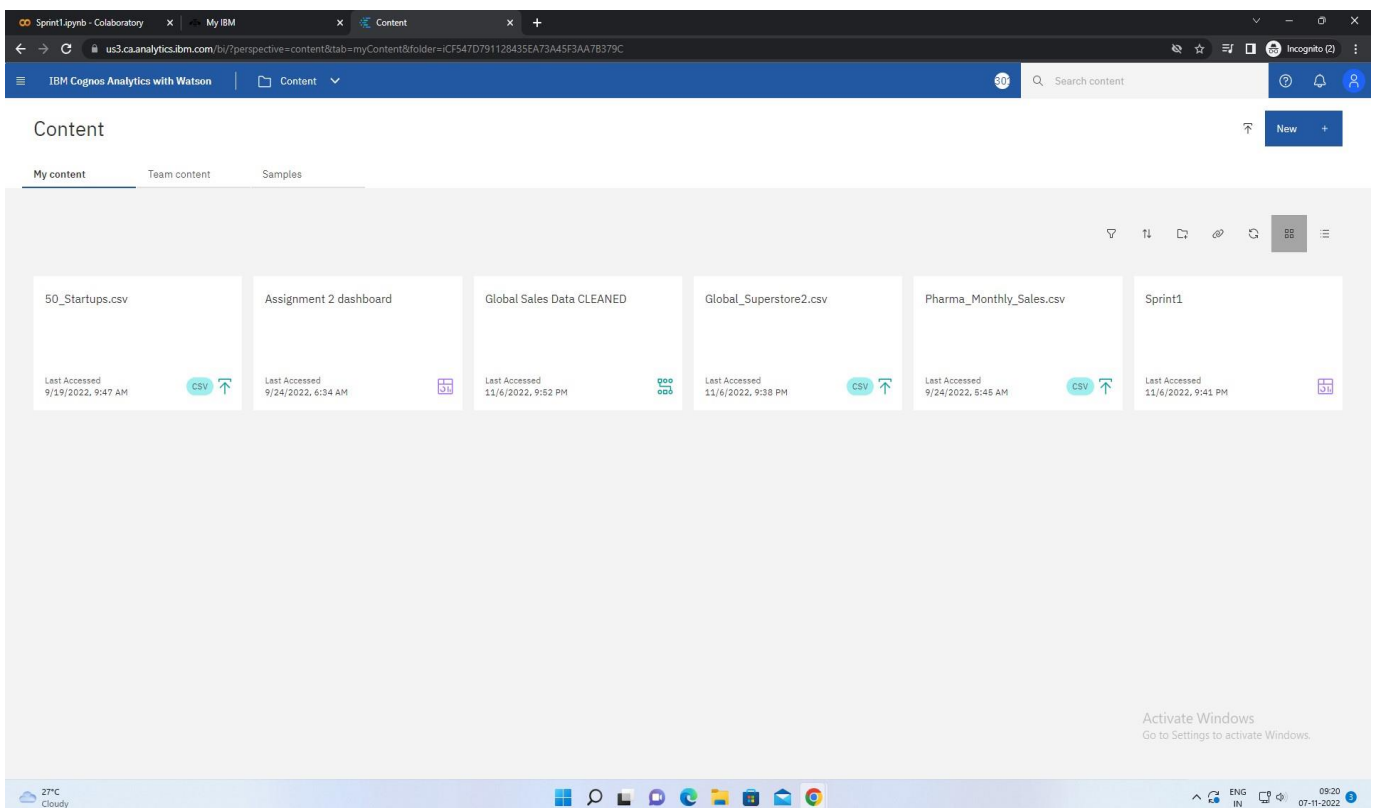 Sprint1.ipynb - Colaboratory My IBM Content
us3.ca.analytics.ibm.com/bi/?perspective=content&tab=myContent&folder=iCF547D791128435EA73A45F3AA7B379C Incognito (2)
IBM Cognos Analytics with Watson Content Search content
Content New +
My content Team content Samples
50_Startups.csv Assignment 2 dashboard Global Sales Data CLEANED Global_Superstore2.csv Pharma_Monthly_Sales.csv Sprint1
Last Accessed Last Accessed Last Accessed Last Accessed Last Accessed Last Accessed
9/19/2022, 9:47 AM CSV 9/24/2022, 6:34 AM 11/6/2022, 9:52 PM 11/6/2022, 9:38 PM CSV 9/24/2022, 5:45 AM CSV 11/6/2022, 9:41 PM
Activate Windows
Go to Settings to activate Windows.
27°C ENG 09:20
Cloudy IN 07-11-2022 3